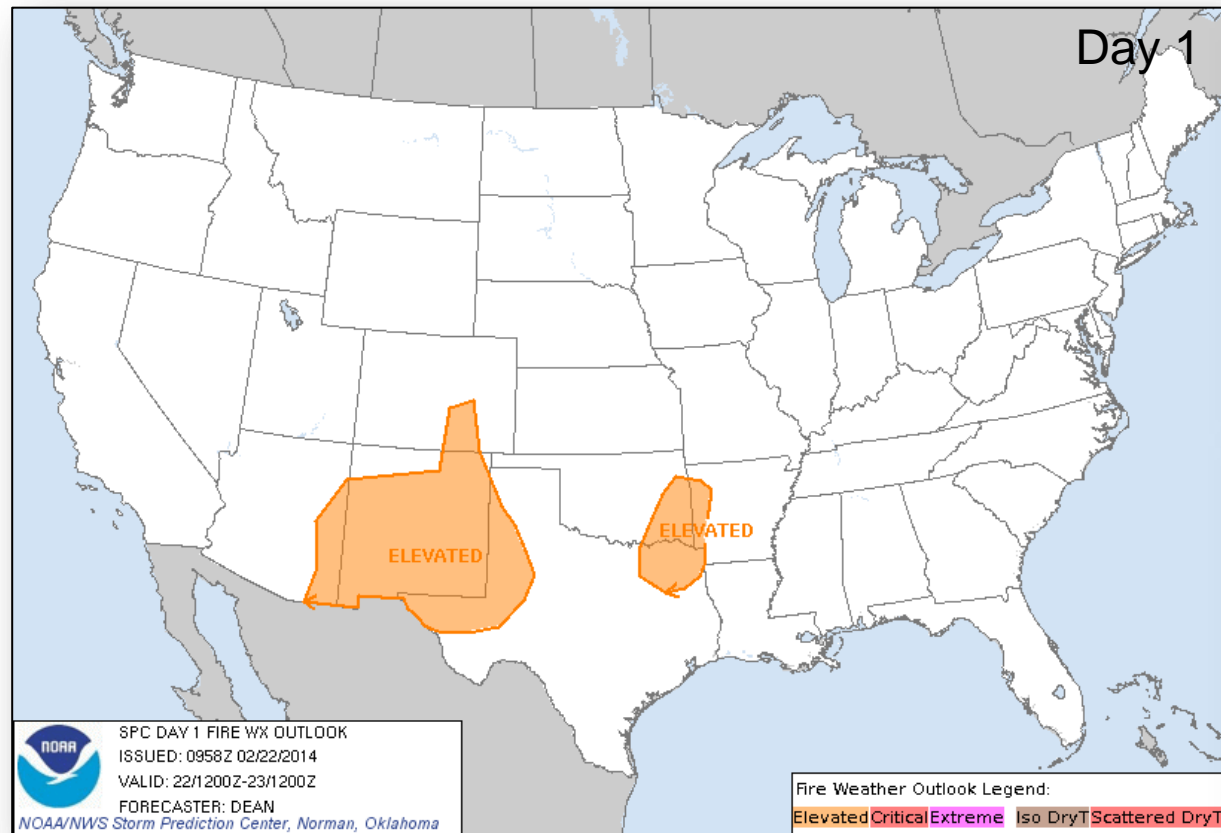 Day 1
ELEVATED
ELEVATED
NOAA
SPC DAY 1 FIRE WX OUTLOOK
ISSUED: 0958Z 02/22/2014
VALID: 22/1200Z-23/1200Z
FORECASTER: DEAN
NOAA/NWS Storm Prediction Center, Norman, Oklahoma
Fire Weather Outlook Legend:
Elevated Critical Extreme Iso DryT Scattered DryT